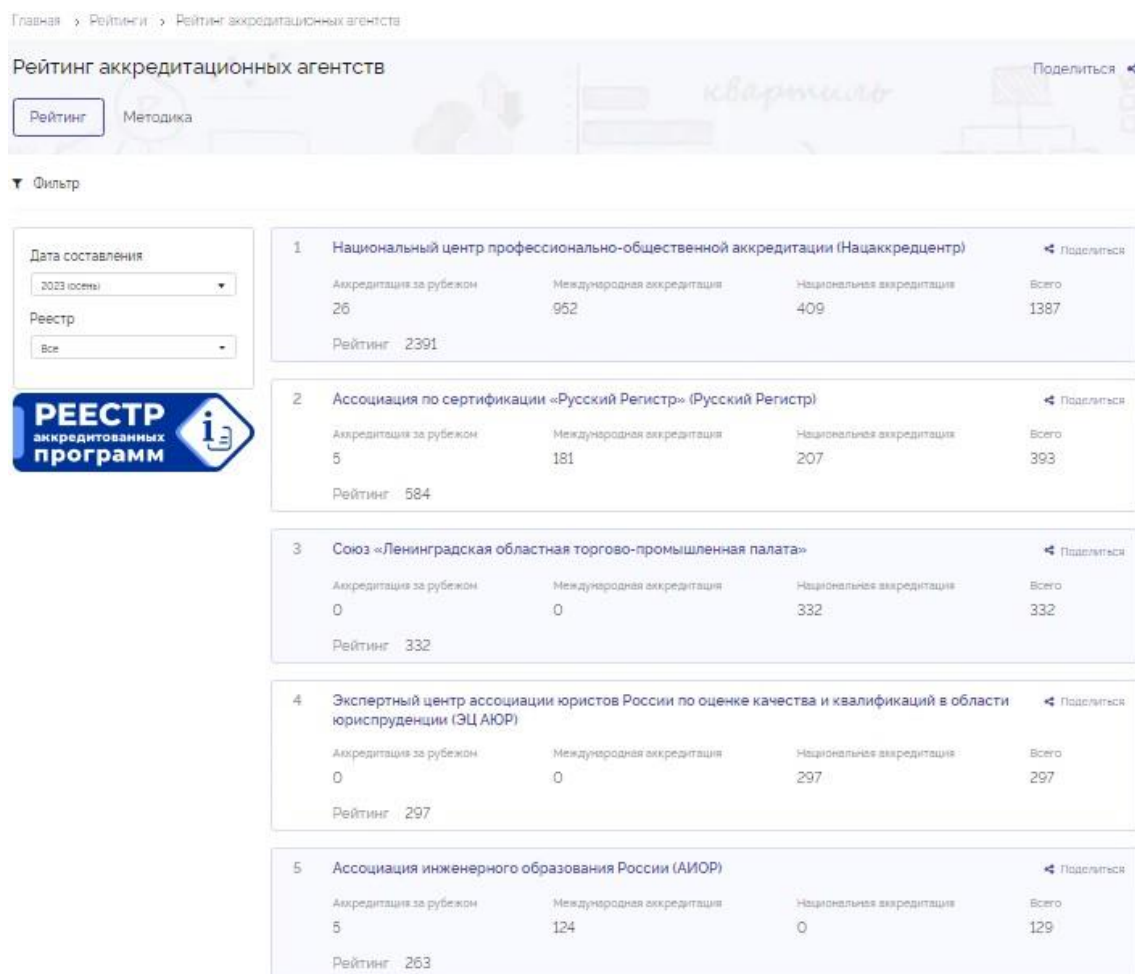 Главная > Рейтинги > Рейтинг аккредитационных агентств
Рейтинг аккредитационных агентств
Поделиться
квартиль
Рейтинг Методика
Фильтр
Дата составления
2023 (осень)
Реестр
Все
РЕЕСТР
аккредитованных
программ
1 Национальный центр профессионально-общественной аккредитации (Нацаккредцентр) Поделиться
Аккредитация за рубежом Международная аккредитация Национальная аккредитация Всего
26 952 409 1387
Рейтинг 2391
2 Ассоциация по сертификации «Русский Регистр» (Русский Регистр) Поделиться
Аккредитация за рубежом Международная аккредитация Национальная аккредитация Всего
5 181 207 393
Рейтинг 584
3 Союз «Ленинградская областная торгово-промышленная палата» Поделиться
Аккредитация за рубежом Международная аккредитация Национальная аккредитация Всего
0 0 332 332
Рейтинг 332
4 Экспертный центр ассоциации юристов России по оценке качества и квалификаций в области Поделиться
юриспруденции (ЭЦ АЮР)
Аккредитация за рубежом Международная аккредитация Национальная аккредитация Всего
0 0 297 297
Рейтинг 297
5 Ассоциация инженерного образования России (АИОР) Поделиться
Аккредитация за рубежом Международная аккредитация Национальная аккредитация Всего
5 124 0 129
Рейтинг 263